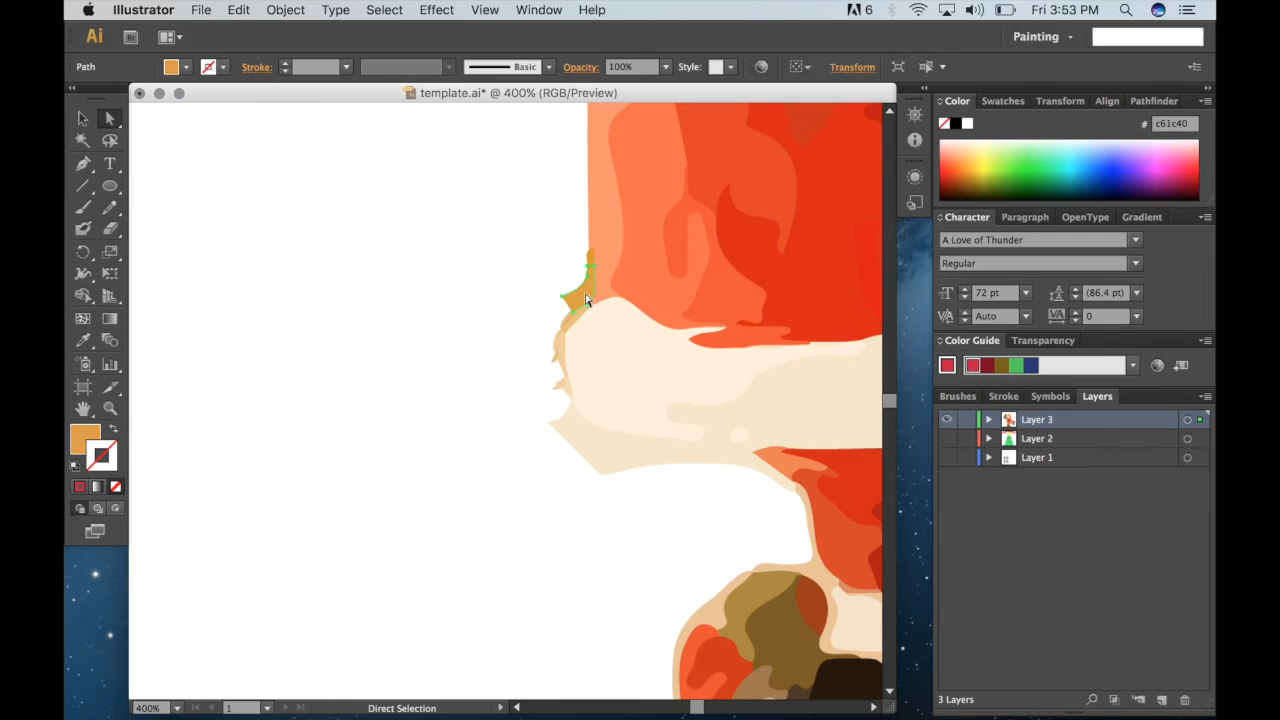 Illustrator File Edit Object Type Select Effect View Window Help 6 Fri 3:53 PM
Ai Br Painting
Path Stroke: Basic Opacity: 100% Style: Transform
template.ai* @ 400% (RGB/Preview)
Color Swatches Transform Align Pathfinder
# c61c40
Character Paragraph OpenType Gradient
A Love of Thunder
Regular
72 pt (86.4 pt)
Auto 0
Color Guide Transparency
Brushes Stroke Symbols Layers
Layer 3
Layer 2
Layer 1
3 Layers
400% 1 Direct Selection